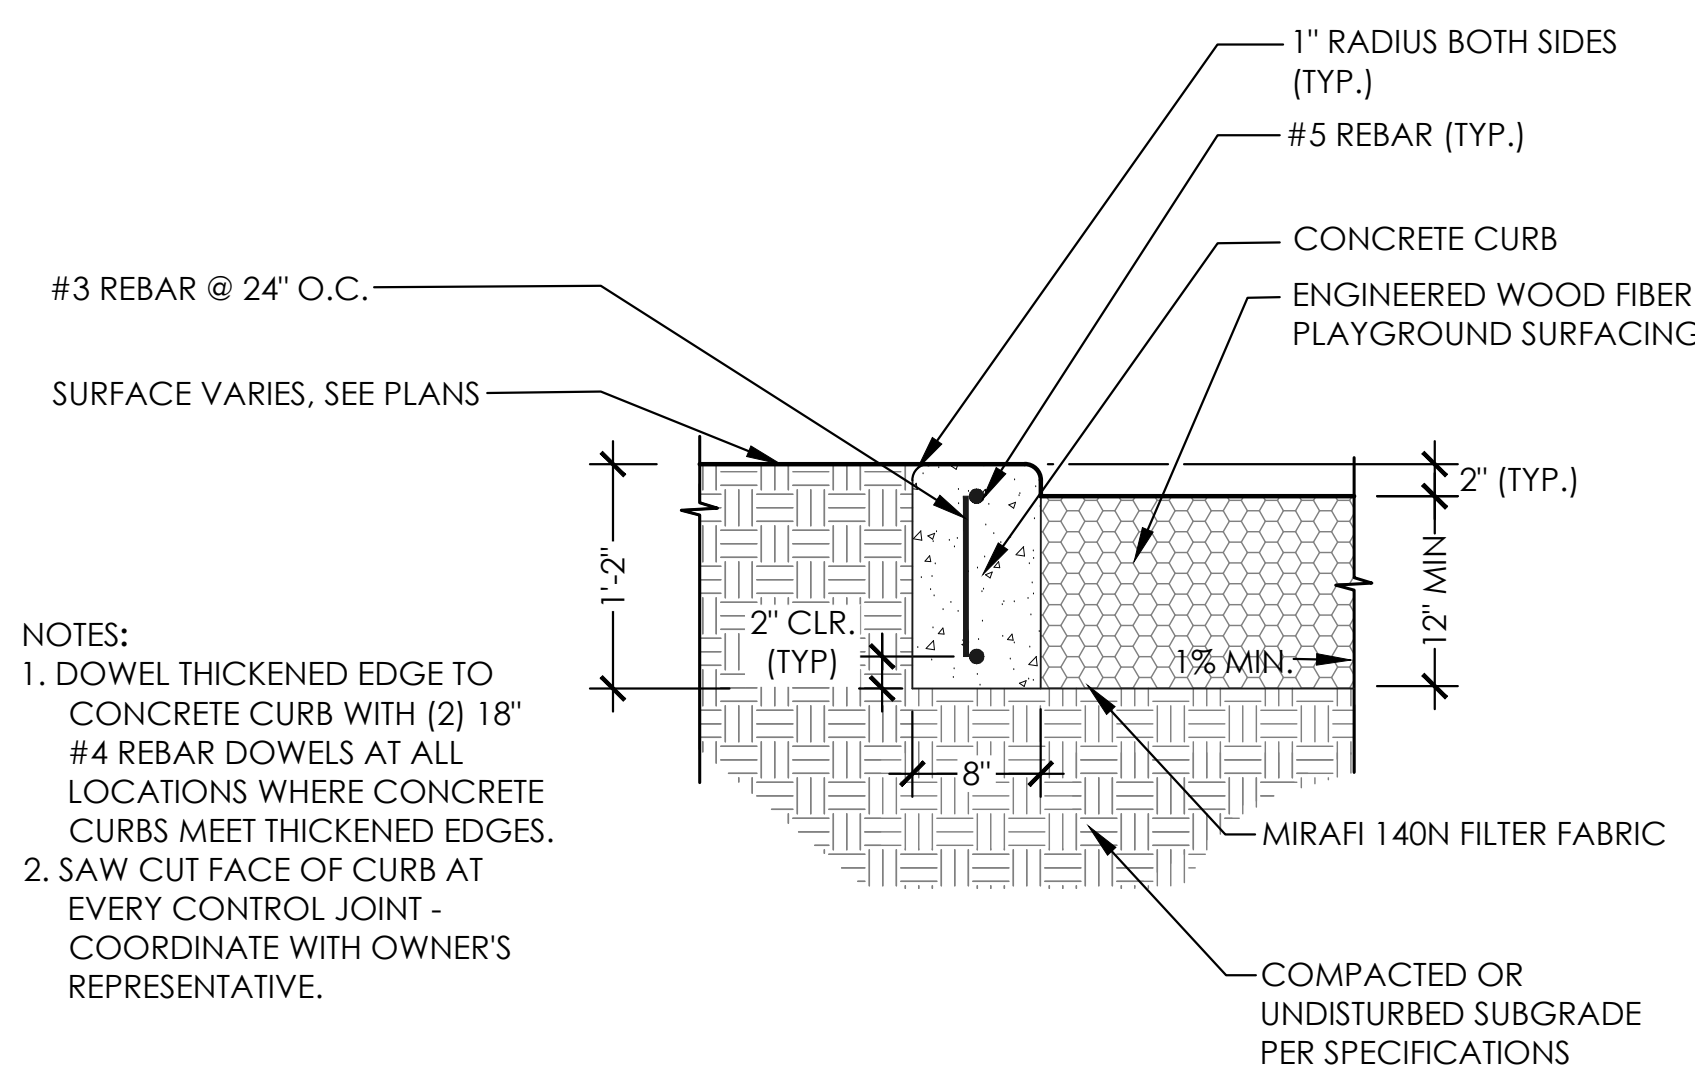 1" RADIUS BOTH SIDES
(TYP.)
#5 REBAR (TYP.)
CONCRETE CURB
ENGINEERED WOOD FIBER
PLAYGROUND SURFACING
#3 REBAR @ 24" O.C.
SURFACE VARIES, SEE PLANS
2" (TYP.)
1'-2"
12" MIN
2" CLR.
(TYP)
1% MIN.
8"
NOTES:
1. DOWEL THICKENED EDGE TO
CONCRETE CURB WITH (2) 18"
#4 REBAR DOWELS AT ALL
LOCATIONS WHERE CONCRETE
CURBS MEET THICKENED EDGES.
2. SAW CUT FACE OF CURB AT
EVERY CONTROL JOINT -
COORDINATE WITH OWNER'S
REPRESENTATIVE.
MIRAFI 140N FILTER FABRIC
COMPACTED OR
UNDISTURBED SUBGRADE
PER SPECIFICATIONS